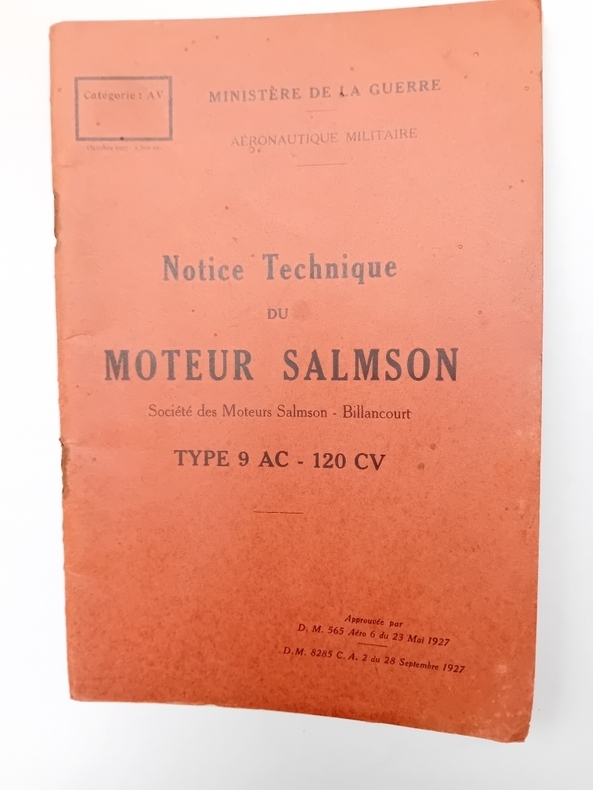 Catégorie : AV
MINISTÈRE DE LA GUERRE
AÉRONAUTIQUE MILITAIRE
Notice Technique
DU
MOTEUR SALMSON
Société des Moteurs Salmson - Billancourt
TYPE 9 AC - 120 CV
Approuvée par
D. M. 565 Aéro 6 du 23 Mai 1927
D. M. 8285 C. A. 2 du 28 Septembre 1927